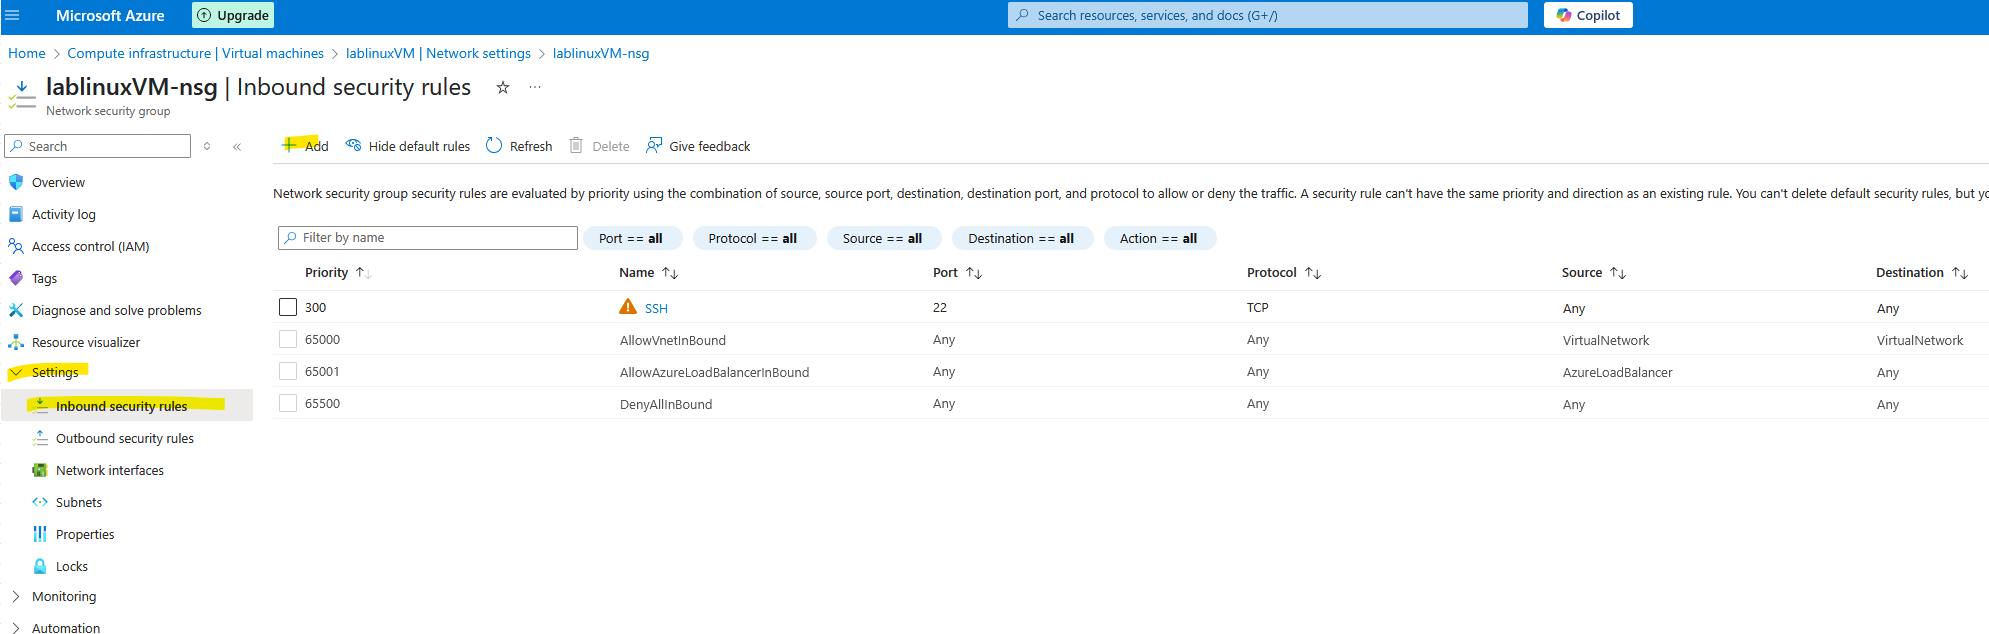 Microsoft Azure
Upgrade
Search resources, services, and docs (G+/)
Copilot
Home > Compute infrastructure | Virtual machines > lablinuxVM | Network settings > lablinuxVM-nsg
lablinuxVM-nsg | Inbound security rules
Network security group
Search
Overview
Activity log
Access control (IAM)
Tags
Diagnose and solve problems
Resource visualizer
Settings
Inbound security rules
Outbound security rules
Network interfaces
Subnets
Properties
Locks
Monitoring
Automation
Add Hide default rules Refresh Delete Give feedback
Network security group security rules are evaluated by priority using the combination of source, source port, destination, destination port, and protocol to allow or deny the traffic. A security rule can't have the same priority and direction as an existing rule. You can't delete default security rules, but yo
Filter by name
Port == all Protocol == all Source == all Destination == all Action == all
Priority Name Port Protocol Source Destination
300 SSH 22 TCP Any Any
65000 AllowVnetInBound Any Any VirtualNetwork VirtualNetwork
65001 AllowAzureLoadBalancerInBound Any Any AzureLoadBalancer Any
65500 DenyAllInBound Any Any Any Any